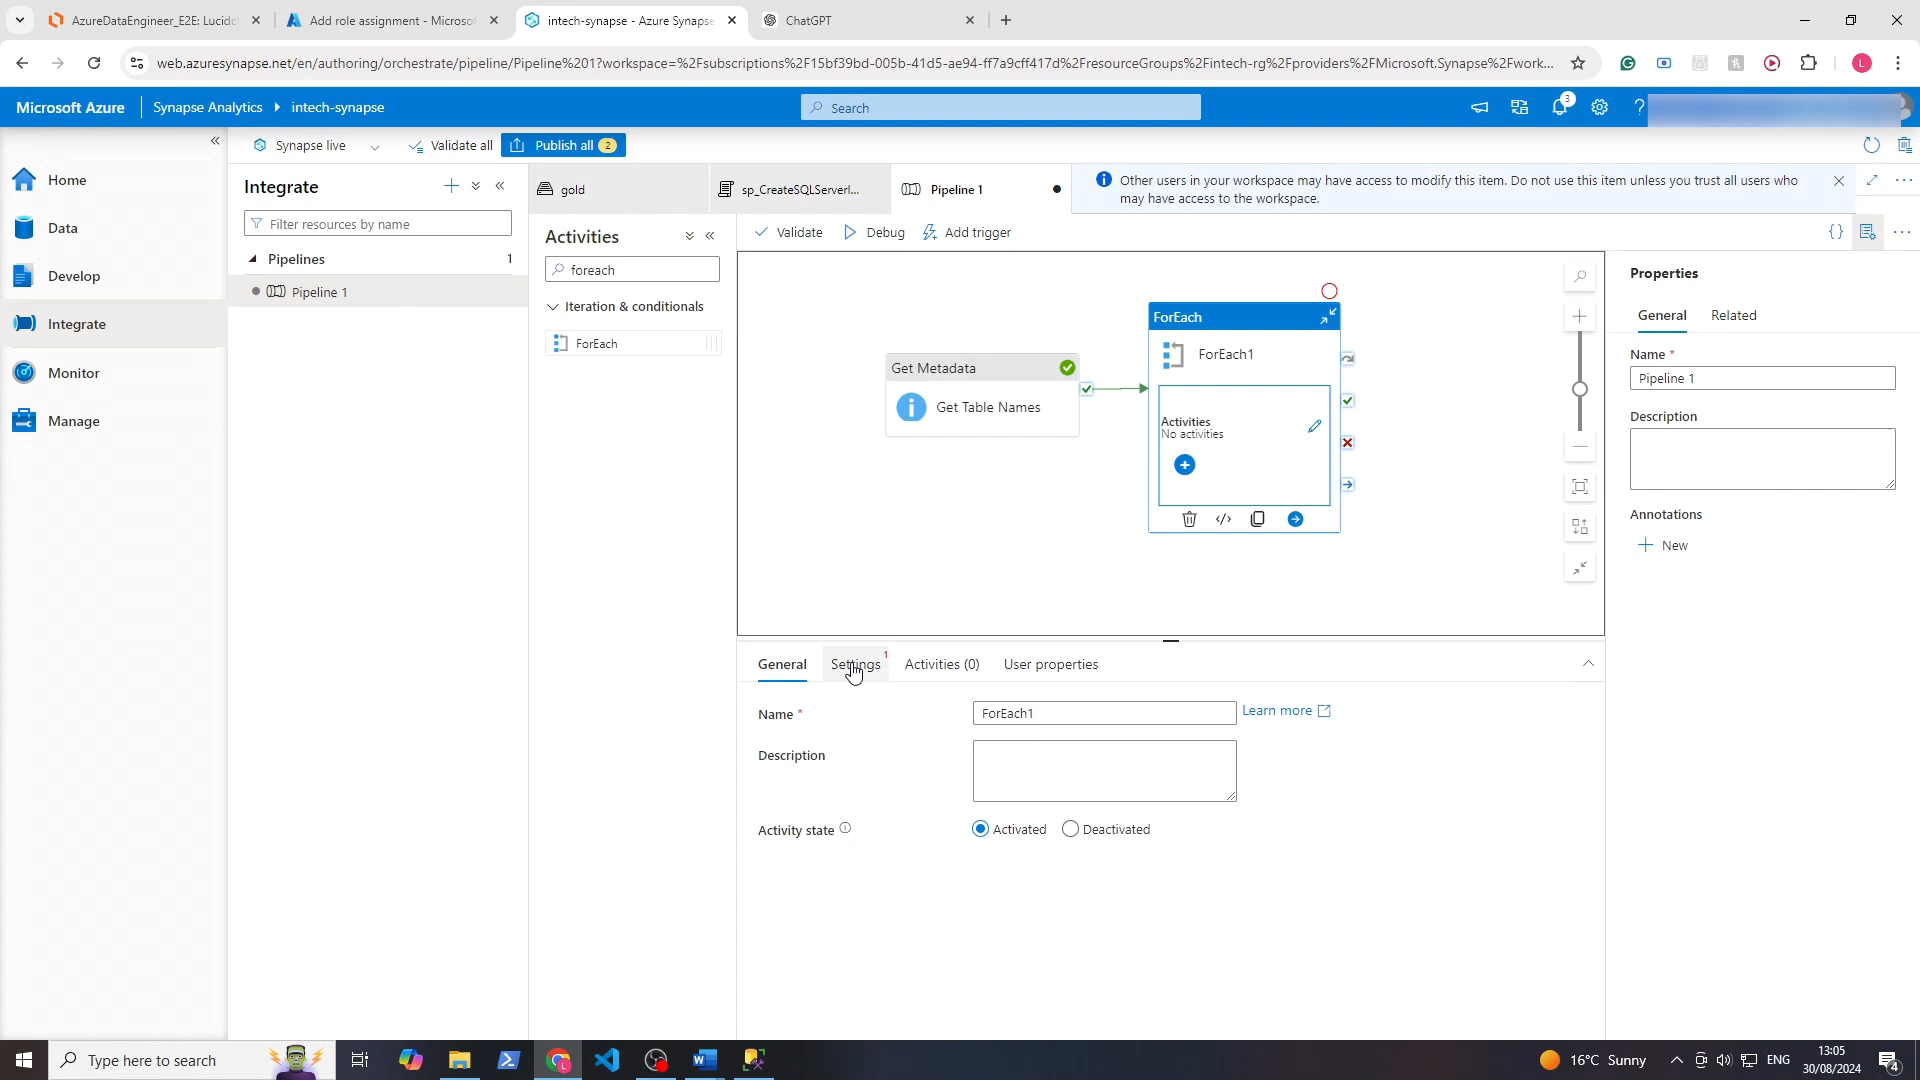 AzureDataEngineer_E2E: Lucidc
Add role assignment - Microso
intech-synapse - Azure Synapse
ChatGPT
web.azuresynapse.net/en/authoring/orchestrate/pipeline/Pipeline%201?workspace=%2Fsubscriptions%2F15bf39bd-005b-41d5-ae94-ff7a9cff417d%2FresourceGroups%2Fintech-rg%2Fproviders%2FMicrosoft.Synapse%2Fwork...
L
Microsoft Azure
Synapse Analytics
intech-synapse
Search
3
?
Synapse live
Validate all
Publish all 2
Home
Data
Develop
Integrate
Monitor
Manage
Integrate
Filter resources by name
Pipelines
1
Pipeline 1
gold
sp_CreateSQLServerl...
Pipeline 1
Other users in your workspace may have access to modify this item. Do not use this item unless you trust all users who
may have access to the workspace.
Activities
foreach
Iteration & conditionals
ForEach
Validate
Debug
Add trigger
{}
Get Metadata
Get Table Names
ForEach
ForEach1
Activities
No activities
</>
General
Settings 1
Activities (0)
User properties
Name *
ForEach1
Learn more
Description
Activity state
Activated
Deactivated
Properties
General
Related
Name *
Pipeline 1
Description
Annotations
New
Type here to search
16°C Sunny
ENG
13:05
30/08/2024
4